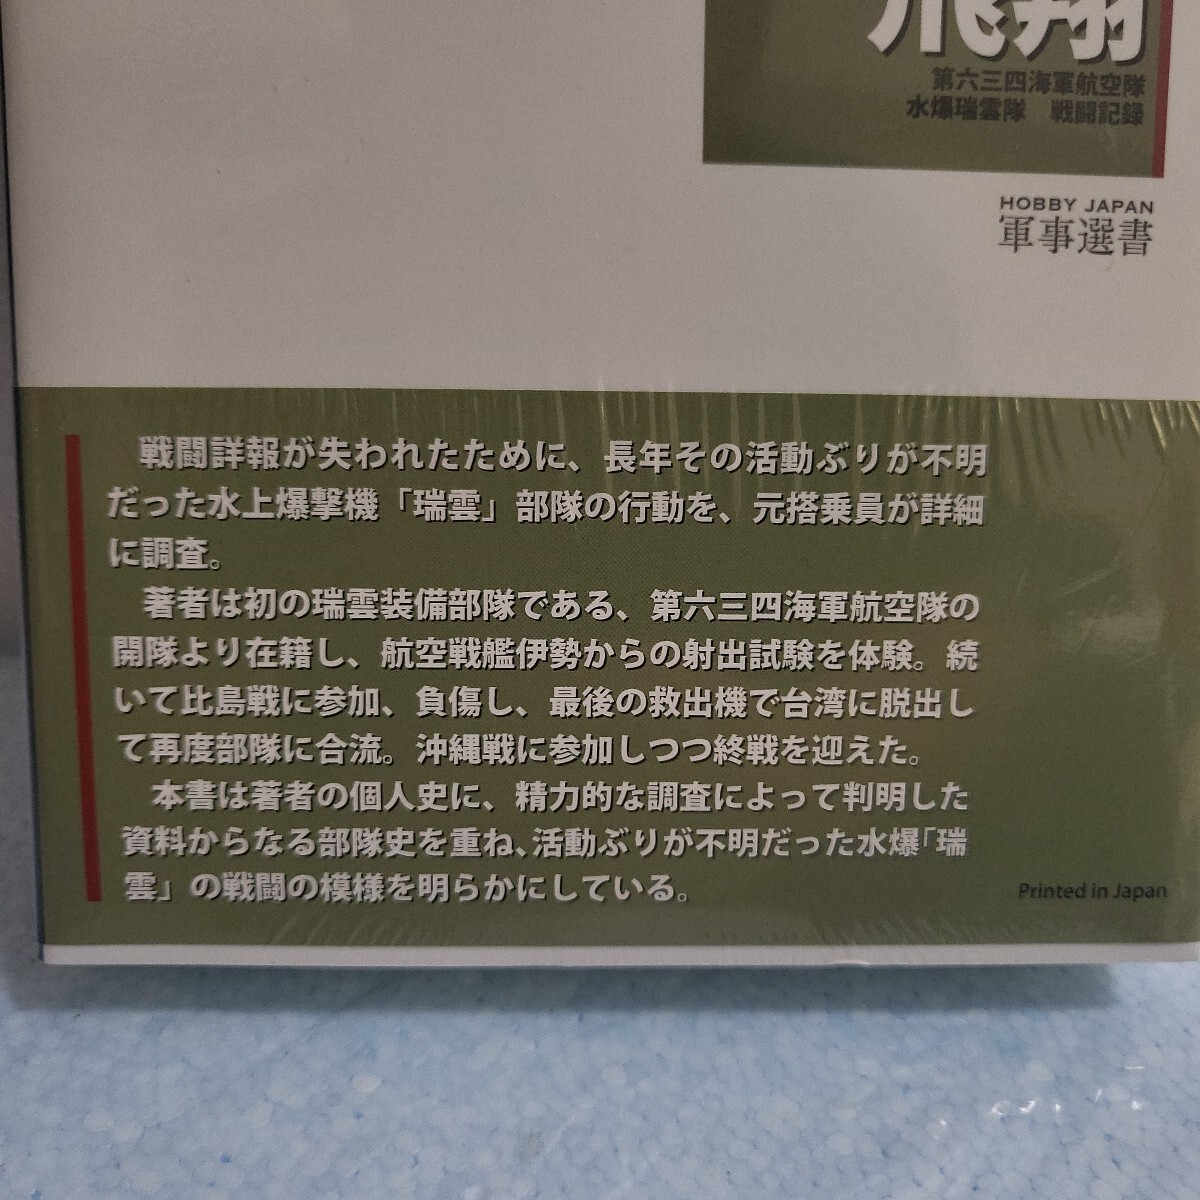 飛翔
第六三四海軍航空隊
水爆瑞雲隊　戦闘記録
HOBBY JAPAN
軍事選書
戦闘詳報が失われたために、長年その活動ぶりが不明
だった水上爆撃機「瑞雲」部隊の行動を、元搭乗員が詳細
に調査。
著者は初の瑞雲装備部隊である、第六三四海軍航空隊の
開隊より在籍し、航空戦艦伊勢からの射出試験を体験。続
いて比島戦に参加、負傷し、最後の救出機で台湾に脱出し
て再度部隊に合流。沖縄戦に参加しつつ終戦を迎えた。
本書は著者の個人史に、精力的な調査によって判明した
資料からなる部隊史を重ね、活動ぶりが不明だった水爆「瑞
雲」の戦闘の模様を明らかにしている。
Printed in Japan